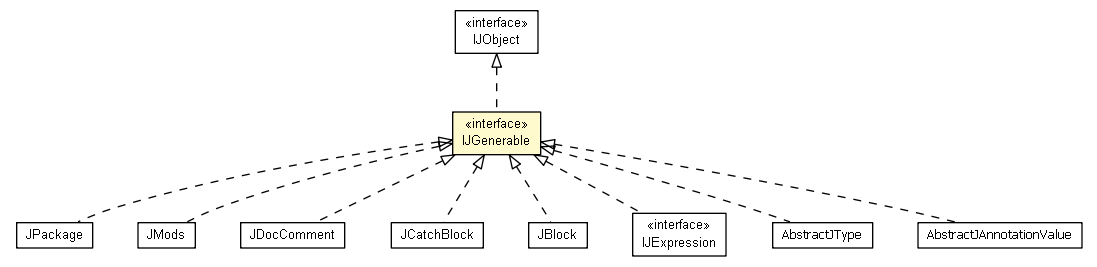 «interface»
IJObject
«interface»
IJGenerable
JPackage
JMods
JDocComment
JCatchBlock
JBlock
«interface»
IJExpression
AbstractJType
AbstractJAnnotationValue